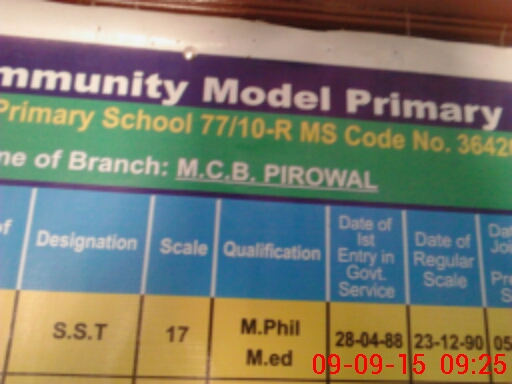 mmunity Model Primary
Primary School 77/10-R MS Code No. 3642
me of Branch: M.C.B. PIROWAL
of
Designation
Scale
Qualification
Date of
Ist
Entry in
Govt.
Service
Date of
Regular
Scale
S.S.T
17
M.Phil
M.ed
28-04-88
23-12-90
05
09-09-15 09:25